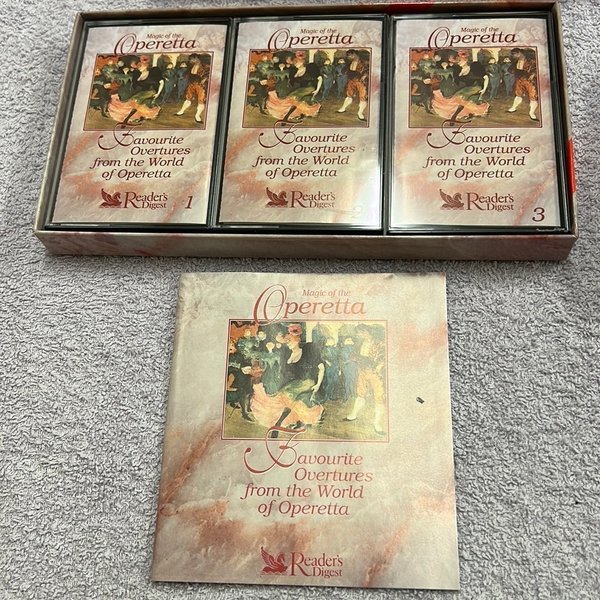 Magic of the
Operetta
Favourite
Overtures
from the World
of Operetta
Reader's
Digest
1
Magic of the
Operetta
Favourite
Overtures
from the World
of Operetta
Reader's
Digest
Magic of the
Operetta
Favourite
Overtures
from the World
of Operetta
Reader's
Digest
3
Magic of the
Operetta
Favourite
Overtures
from the World
of Operetta
Reader's
Digest